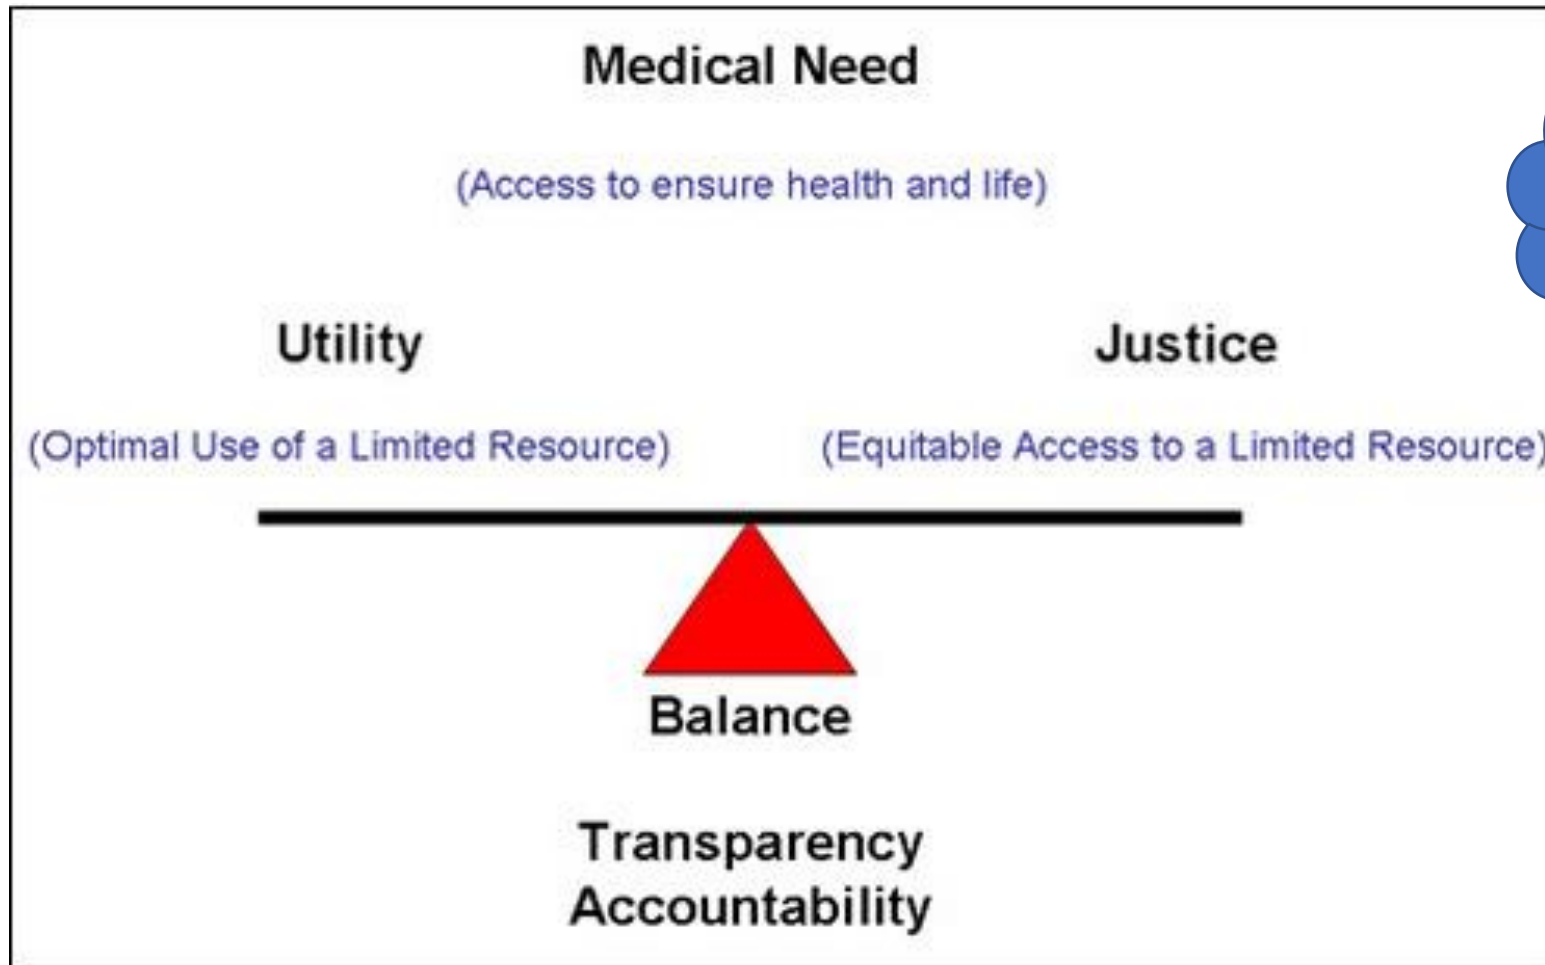 Medical Need
(Access to ensure health and life)
Utility
Justice
(Optimal Use of a Limited Resource)
(Equitable Access to a Limited Resource)
Balance
Transparency
Accountability